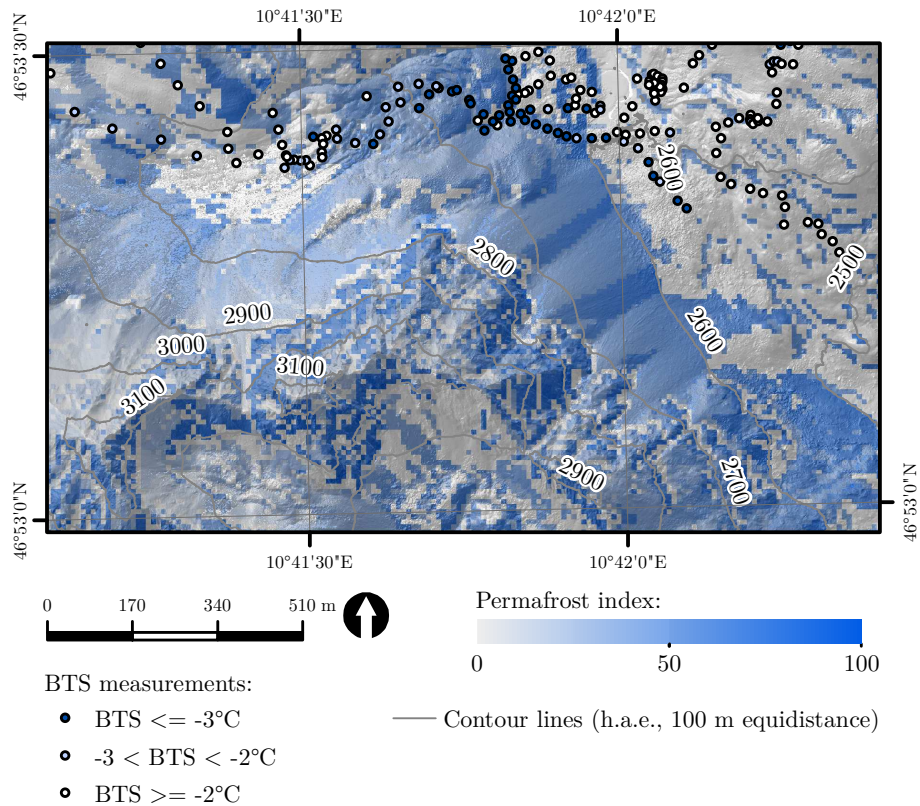 10°41'30"E 10°42'0"E
46°53'30"N
2600
2500
2800
2900
2600
3000
3100
3100
2900
2700
46°53'0"N
46°53'0"N
10°41'30"E 10°42'0"E
0 170 340 510 m
Permafrost index:
0 50 100
BTS measurements:
BTS <= -3°C
Contour lines (h.a.e., 100 m equidistance)
-3 < BTS < -2°C
BTS >= -2°C